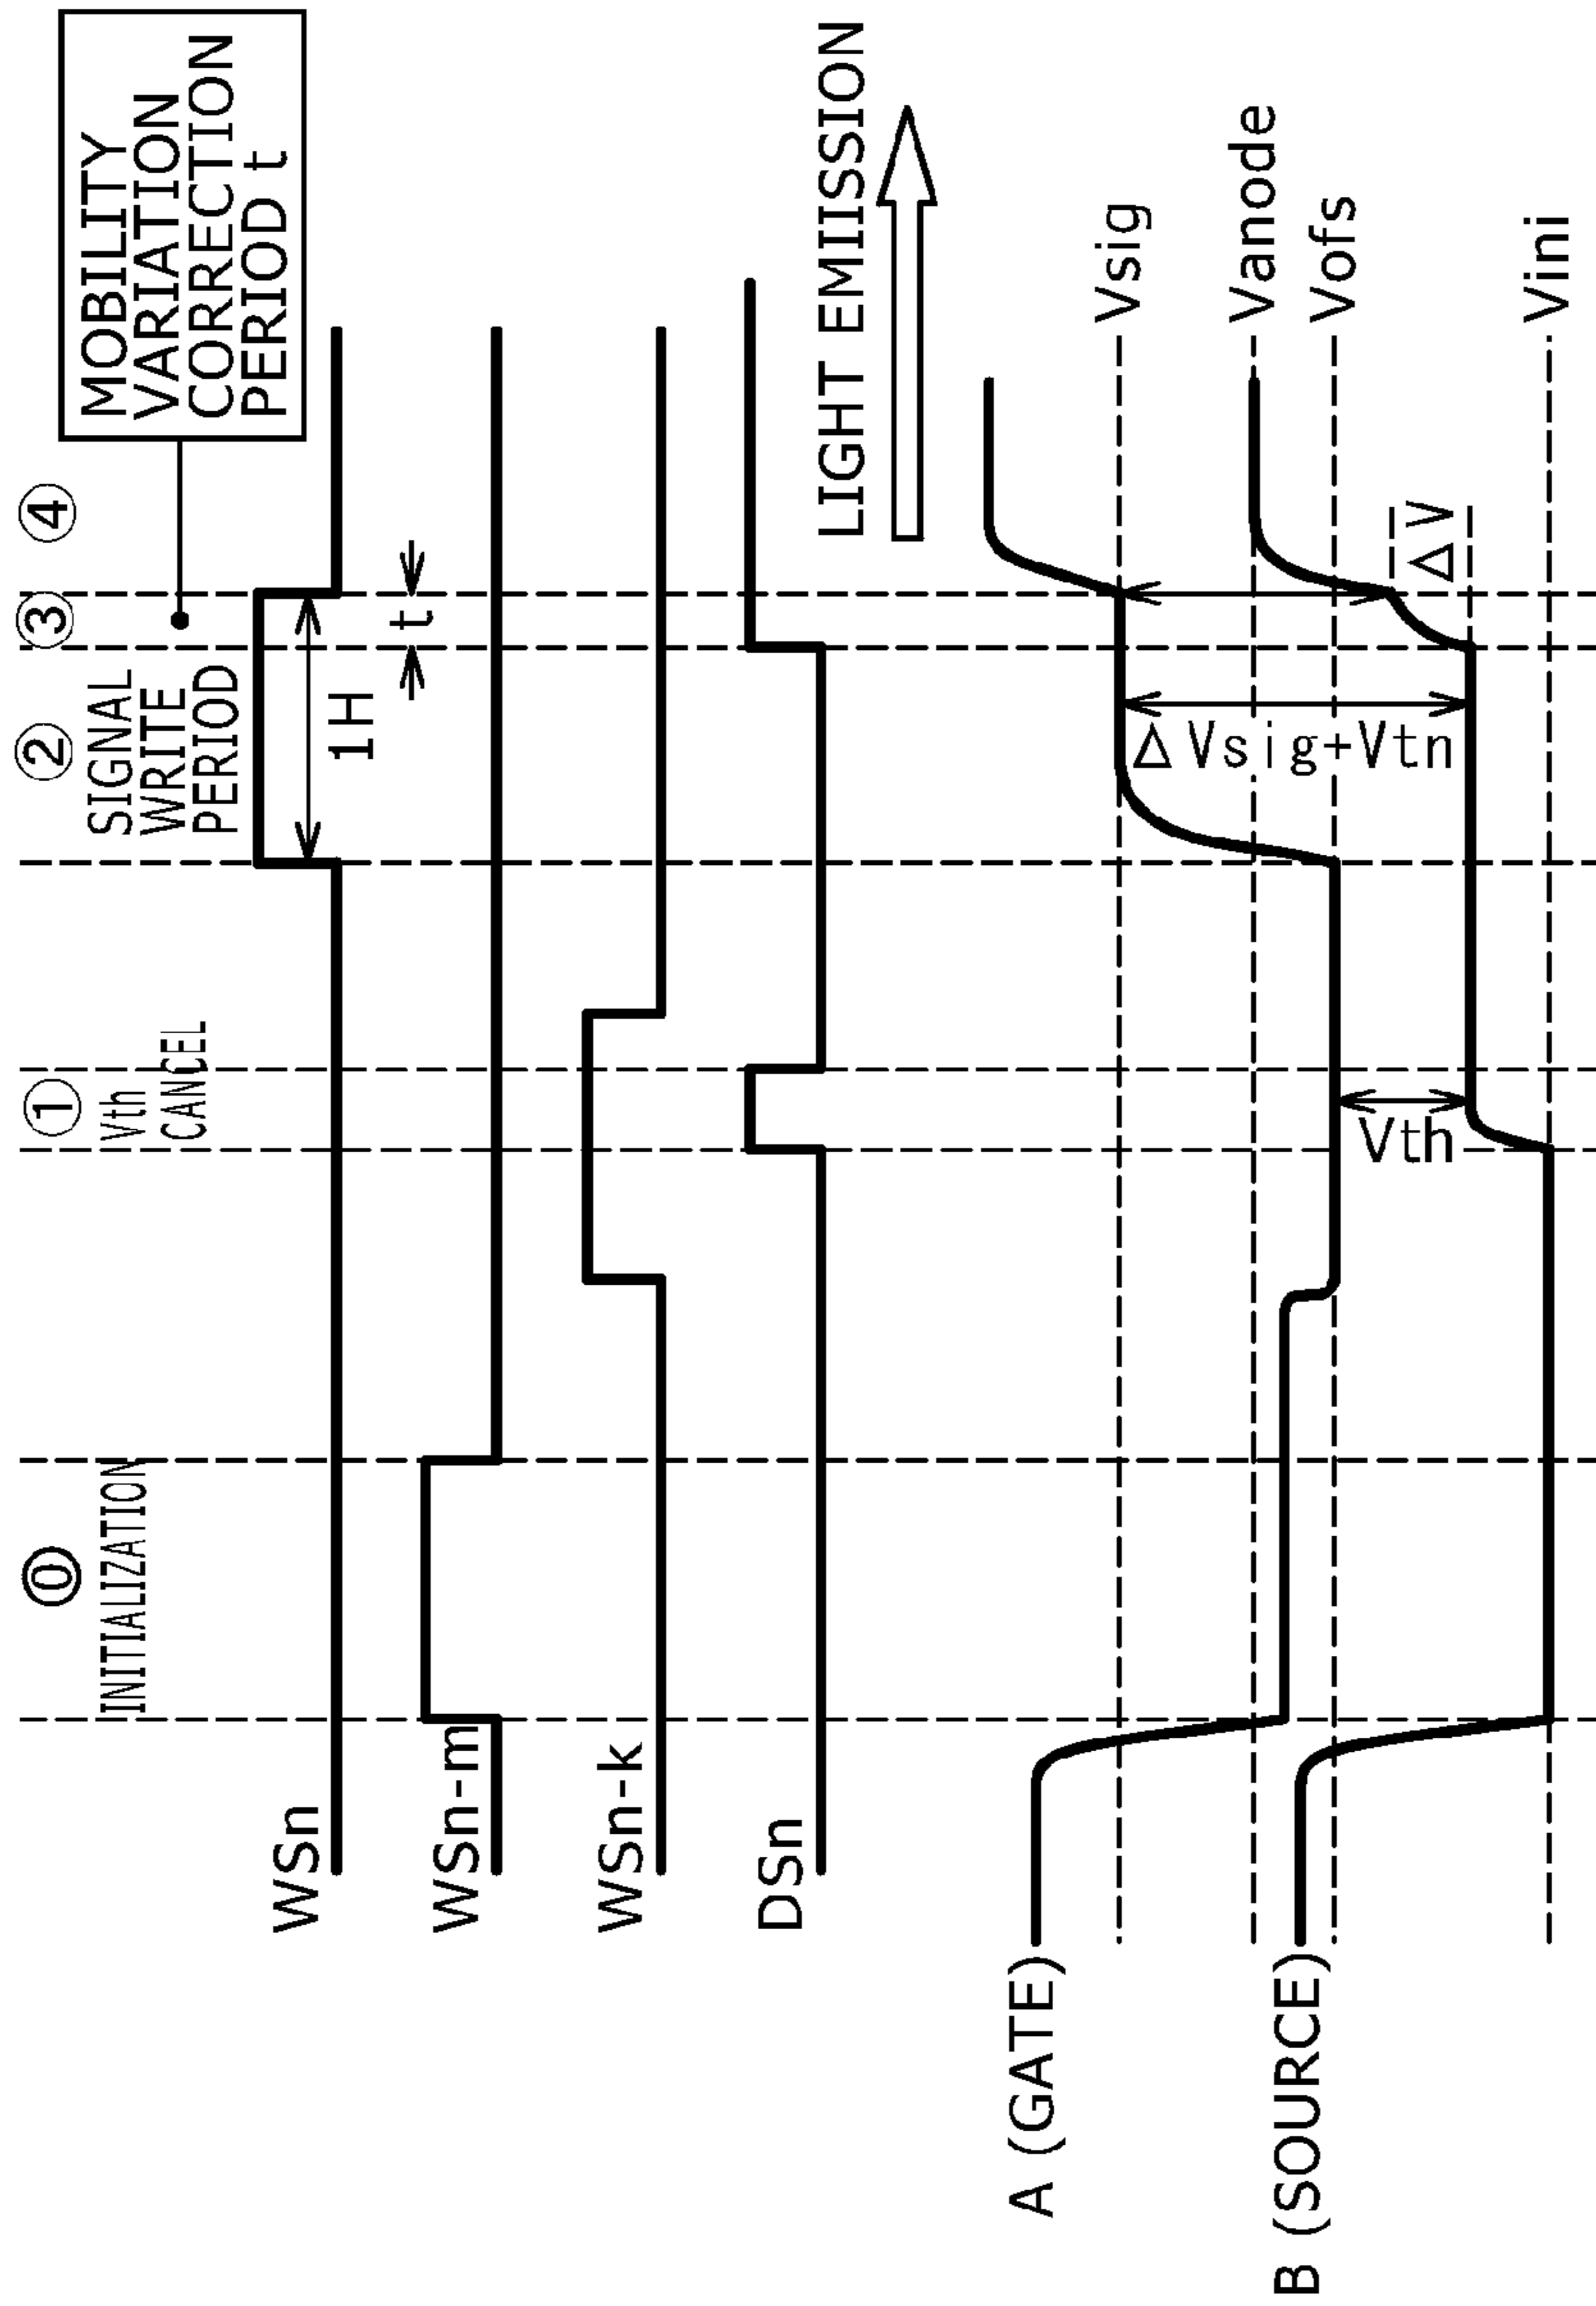 ⓪
INITIALIZATION
①
Vth
CANCEL
②
SIGNAL
WRITE
PERIOD
③
④
MOBILITY
VARIATION
CORRECTION
PERIOD t
WSn
1H
t
WSn-m
WSn-k
DSn
LIGHT EMISSION
A (GATE)
Vsig
ΔVsig+Vtn
Vanode
B (SOURCE)
Vofs
Vth
ΔV
Vini